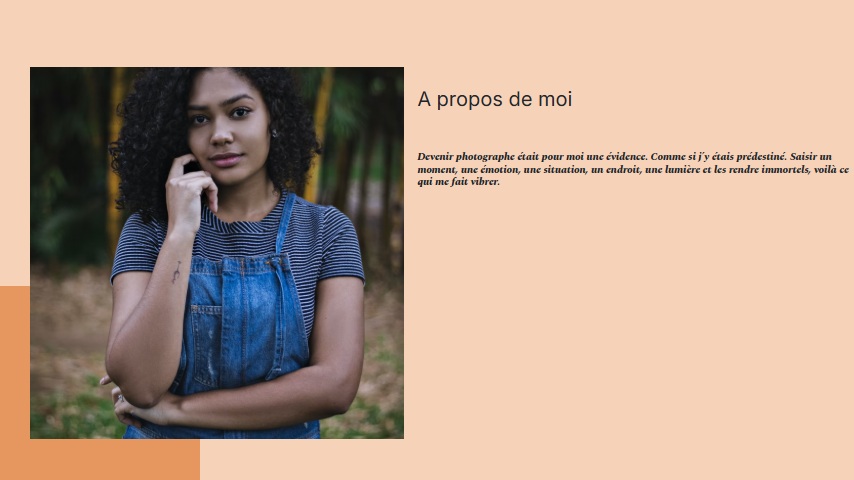 A propos de moi
Devenir photographe était pour moi une évidence. Comme si j'y étais prédestiné. Saisir un
moment, une émotion, une situation, un endroit, une lumière et les rendre immortels, voilà ce
qui me fait vibrer.